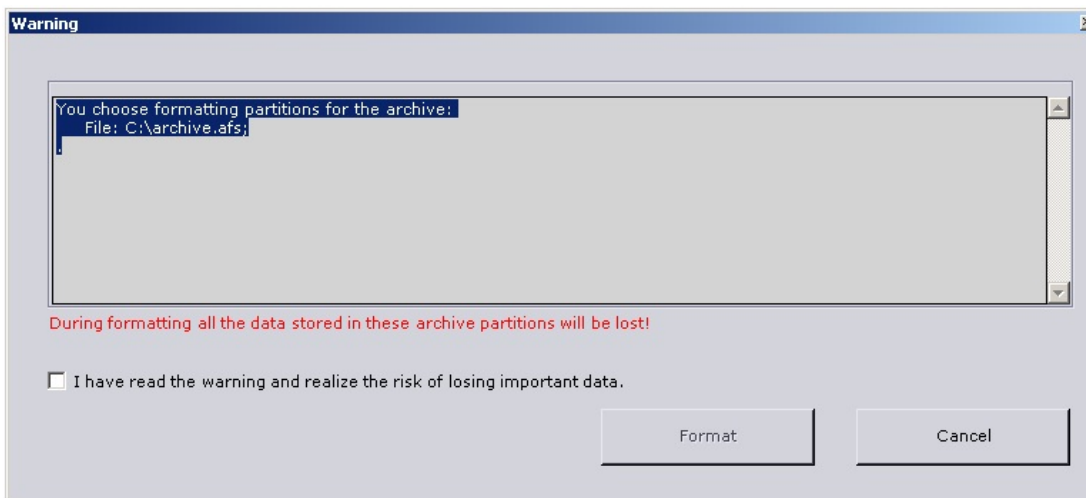 Warning
You choose formatting partitions for the archive:
File: C:\archive.afs;
.
During formatting all the data stored in these archive partitions will be lost!
I have read the warning and realize the risk of losing important data.
Format
Cancel